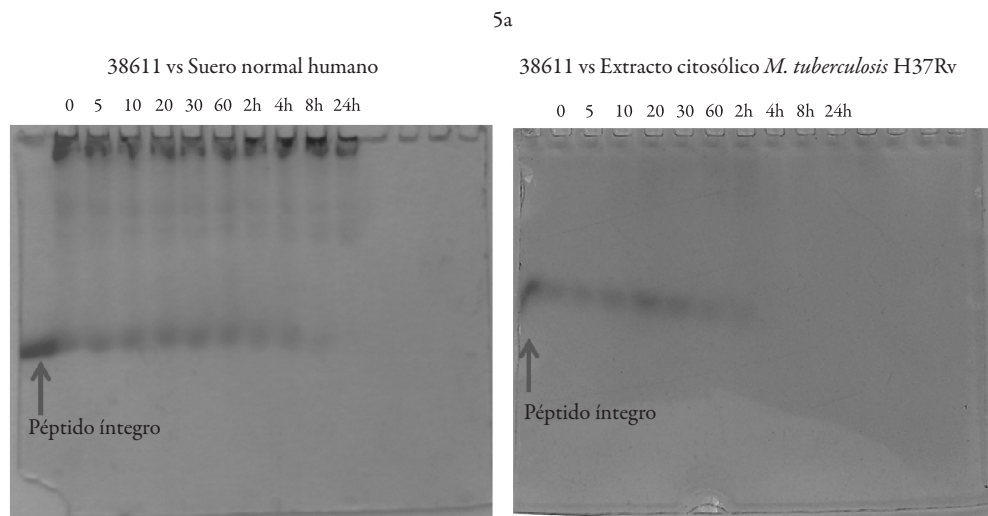 5a
38611 vs Suero normal humano
0 5 10 20 30 60 2h 4h 8h 24h
Péptido íntegro
38611 vs Extracto citosólico M. tuberculosis H37Rv
0 5 10 20 30 60 2h 4h 8h 24h
Péptido íntegro